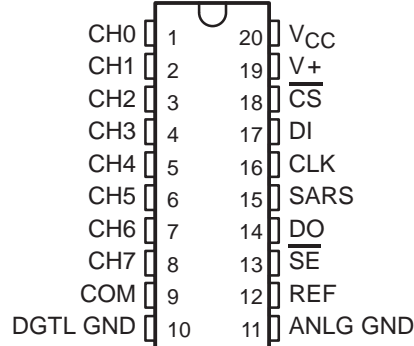 CH0 1 20 VCC
CH1 2 19 V+
CH2 3 18 C̅S̅
CH3 4 17 DI
CH4 5 16 CLK
CH5 6 15 SARS
CH6 7 14 DO
CH7 8 13 S̅E̅
COM 9 12 REF
DGTL GND 10 11 ANLG GND